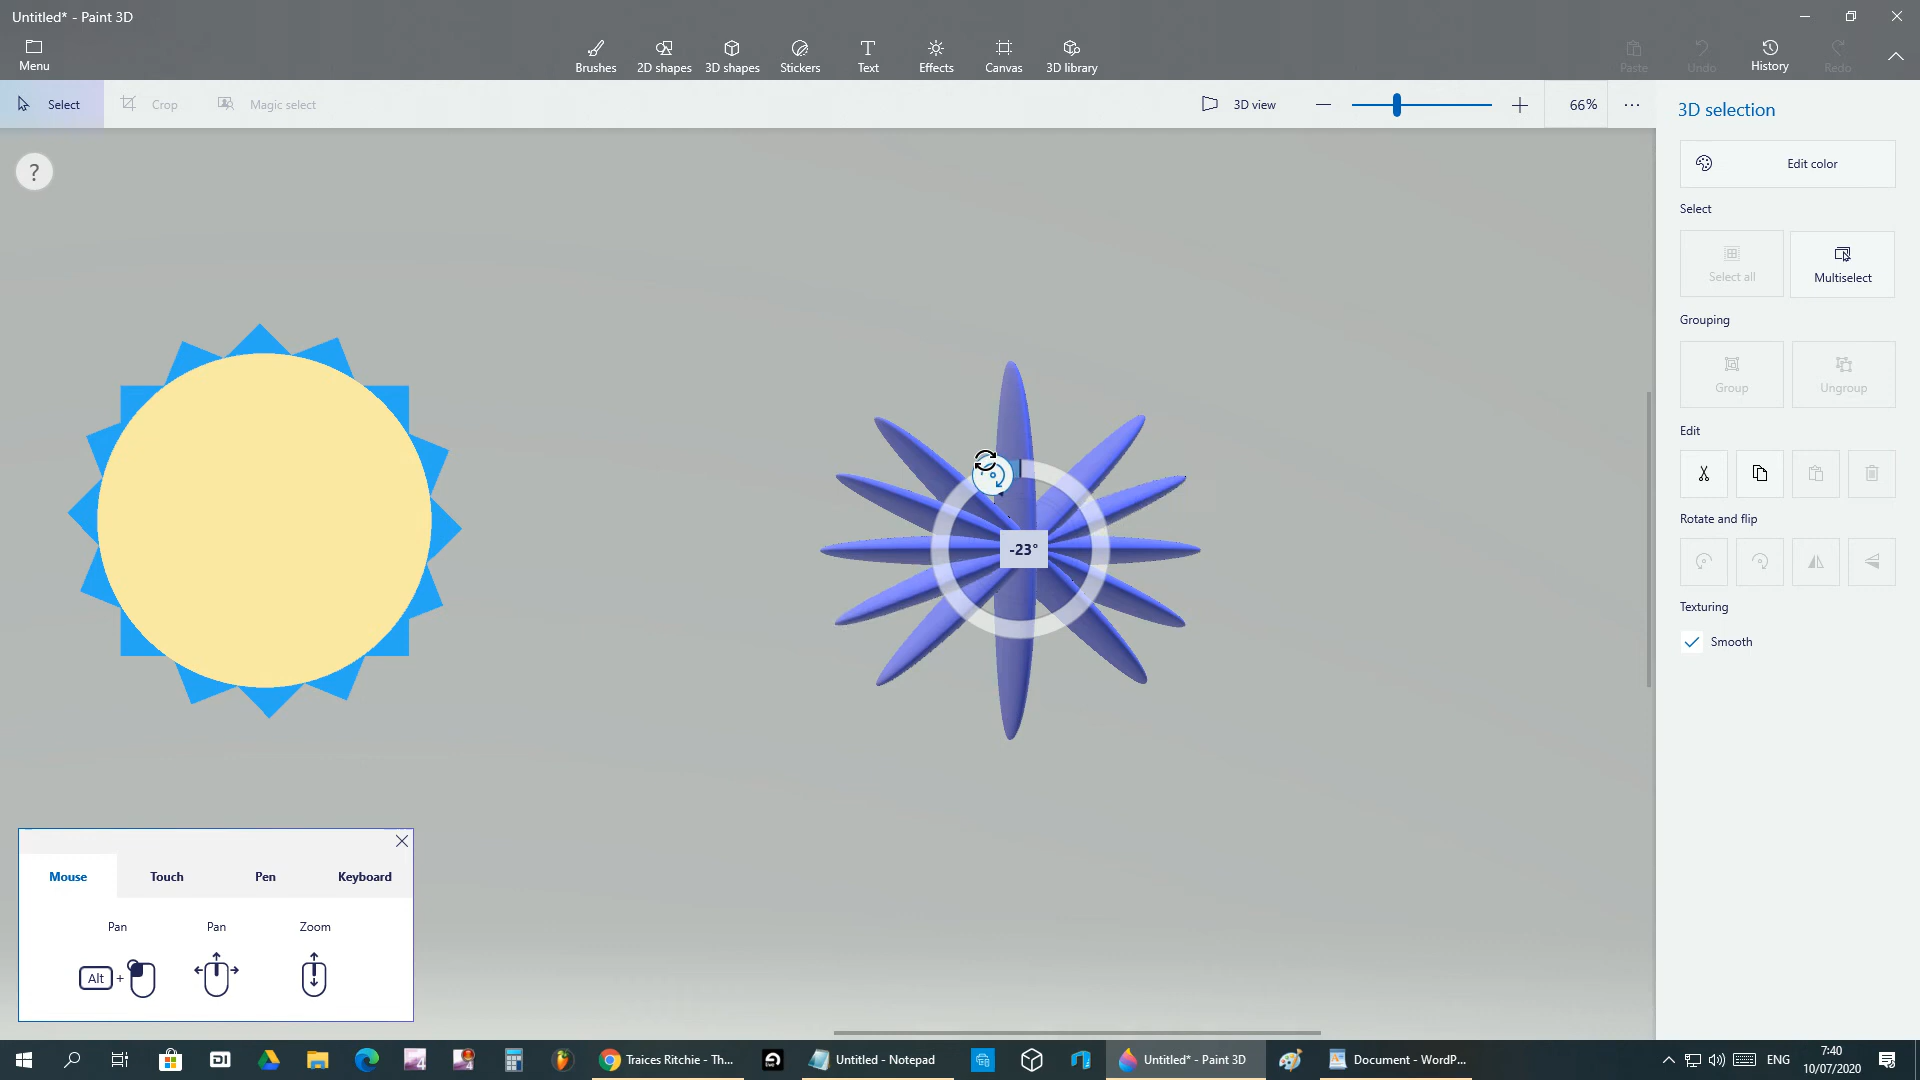 Untitled* - Paint 3D
Menu
Brushes
2D shapes
3D shapes
Stickers
Text
Effects
Canvas
3D library
Paste
Undo
History
Redo
Select
Crop
Magic select
3D view
66%
3D selection
Edit color
Select
Select all
Multiselect
Grouping
Group
Ungroup
Edit
Rotate and flip
Texturing
Smooth
?
-23°
Mouse
Touch
Pen
Keyboard
Pan
Pan
Zoom
Alt
+
DI
Traices Ritchie - Th...
Untitled - Notepad
Untitled* - Paint 3D
Document - WordP...
ENG
7:40
10/07/2020